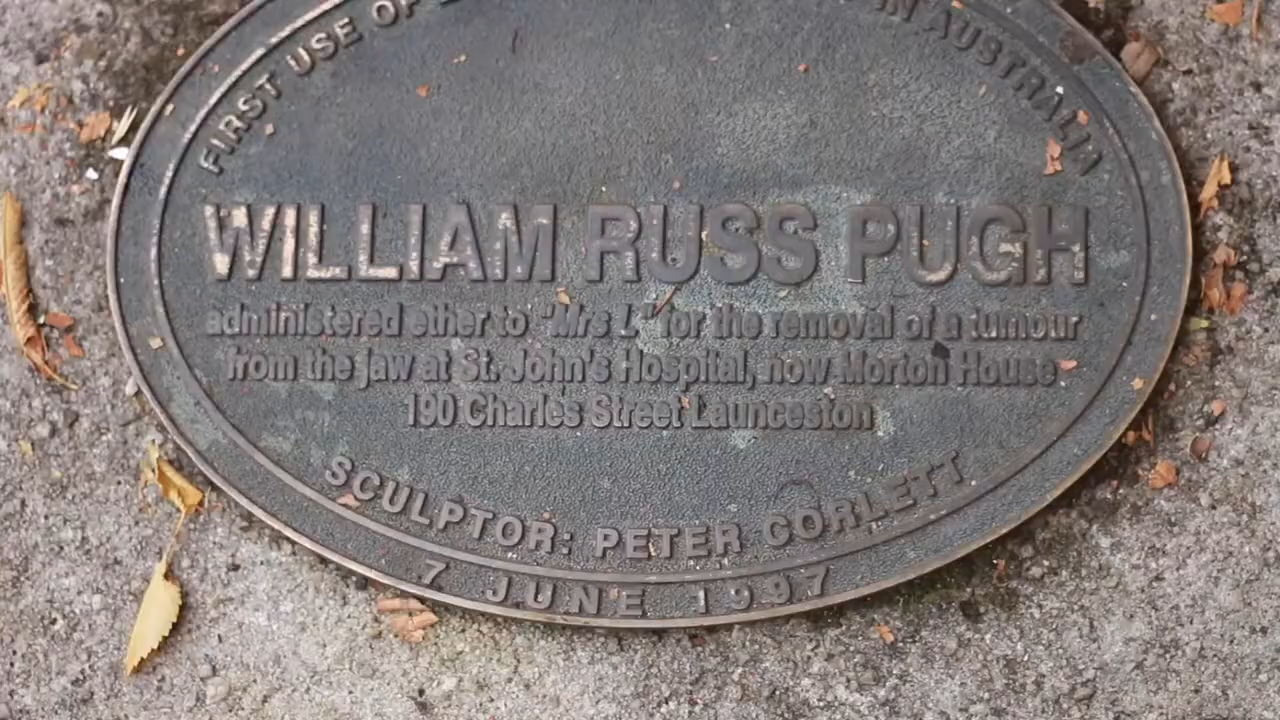 FIRST USE OF
IN AUSTRALIA
WILLIAM RUSS PUGH
administered ether to "Mrs L" for the removal of a tumour
from the jaw at St. John's Hospital, now Morton House
190 Charles Street Launceston
SCULPTOR: PETER CORLETT
7 JUNE 1997